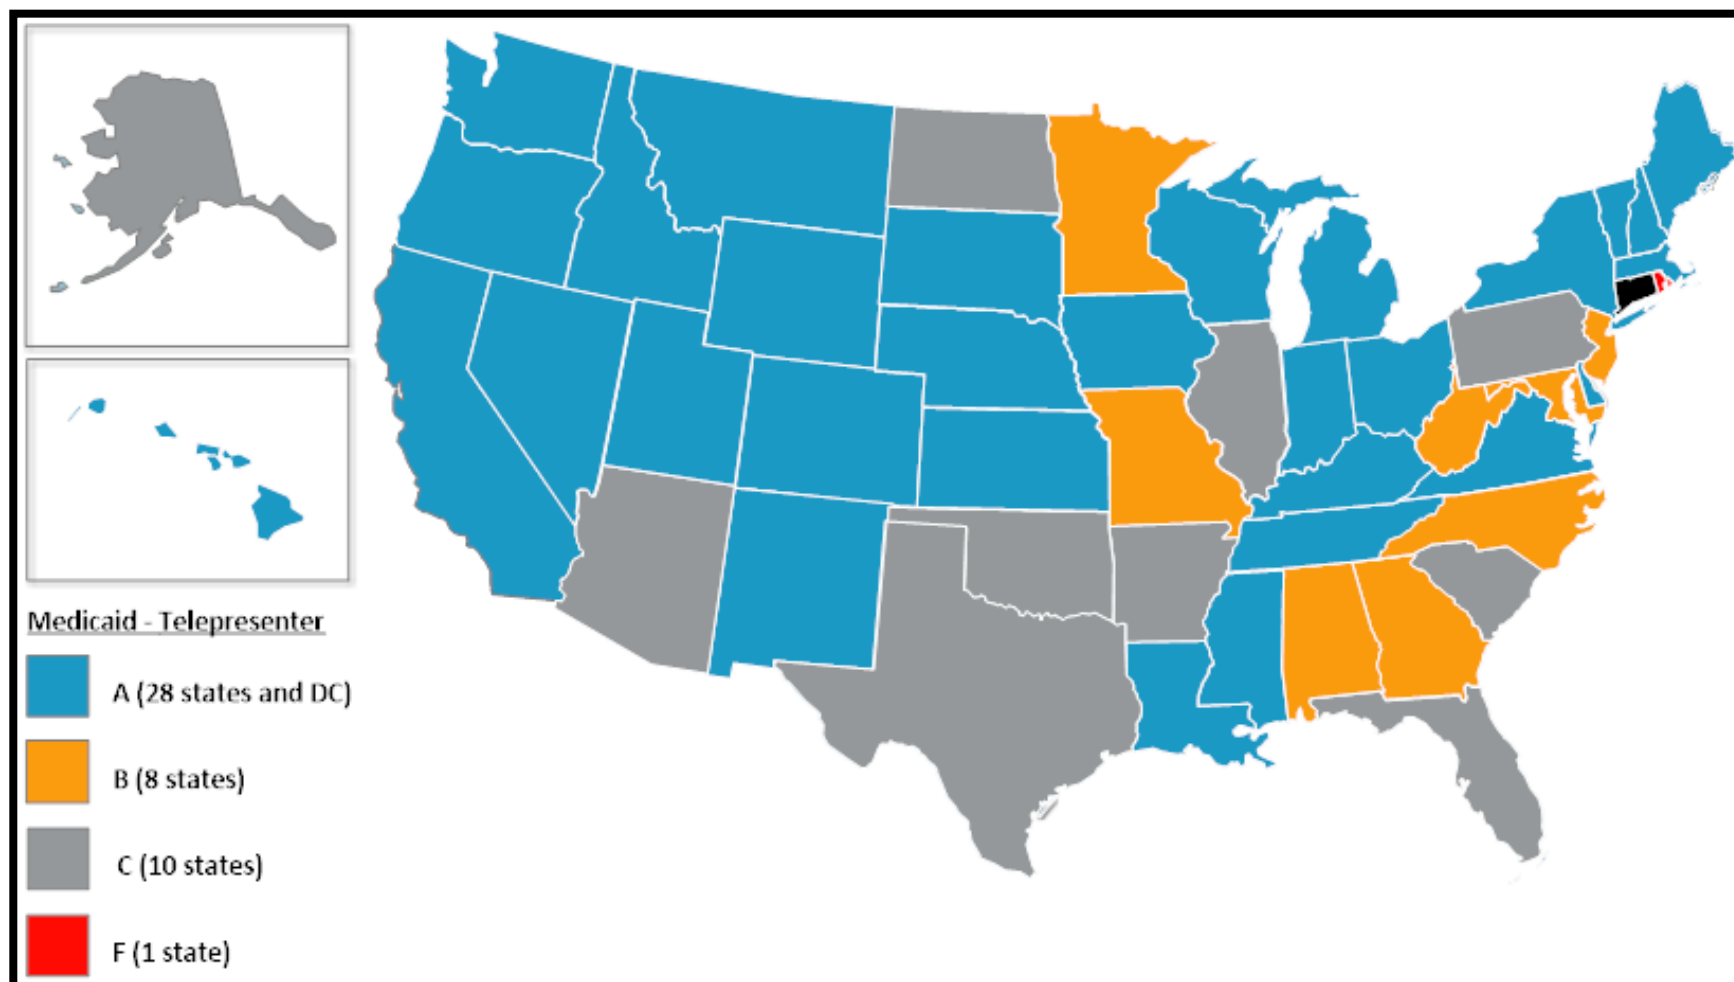 Medicaid - Telepresenter
A (28 states and DC)
B (8 states)
C (10 states)
F (1 state)